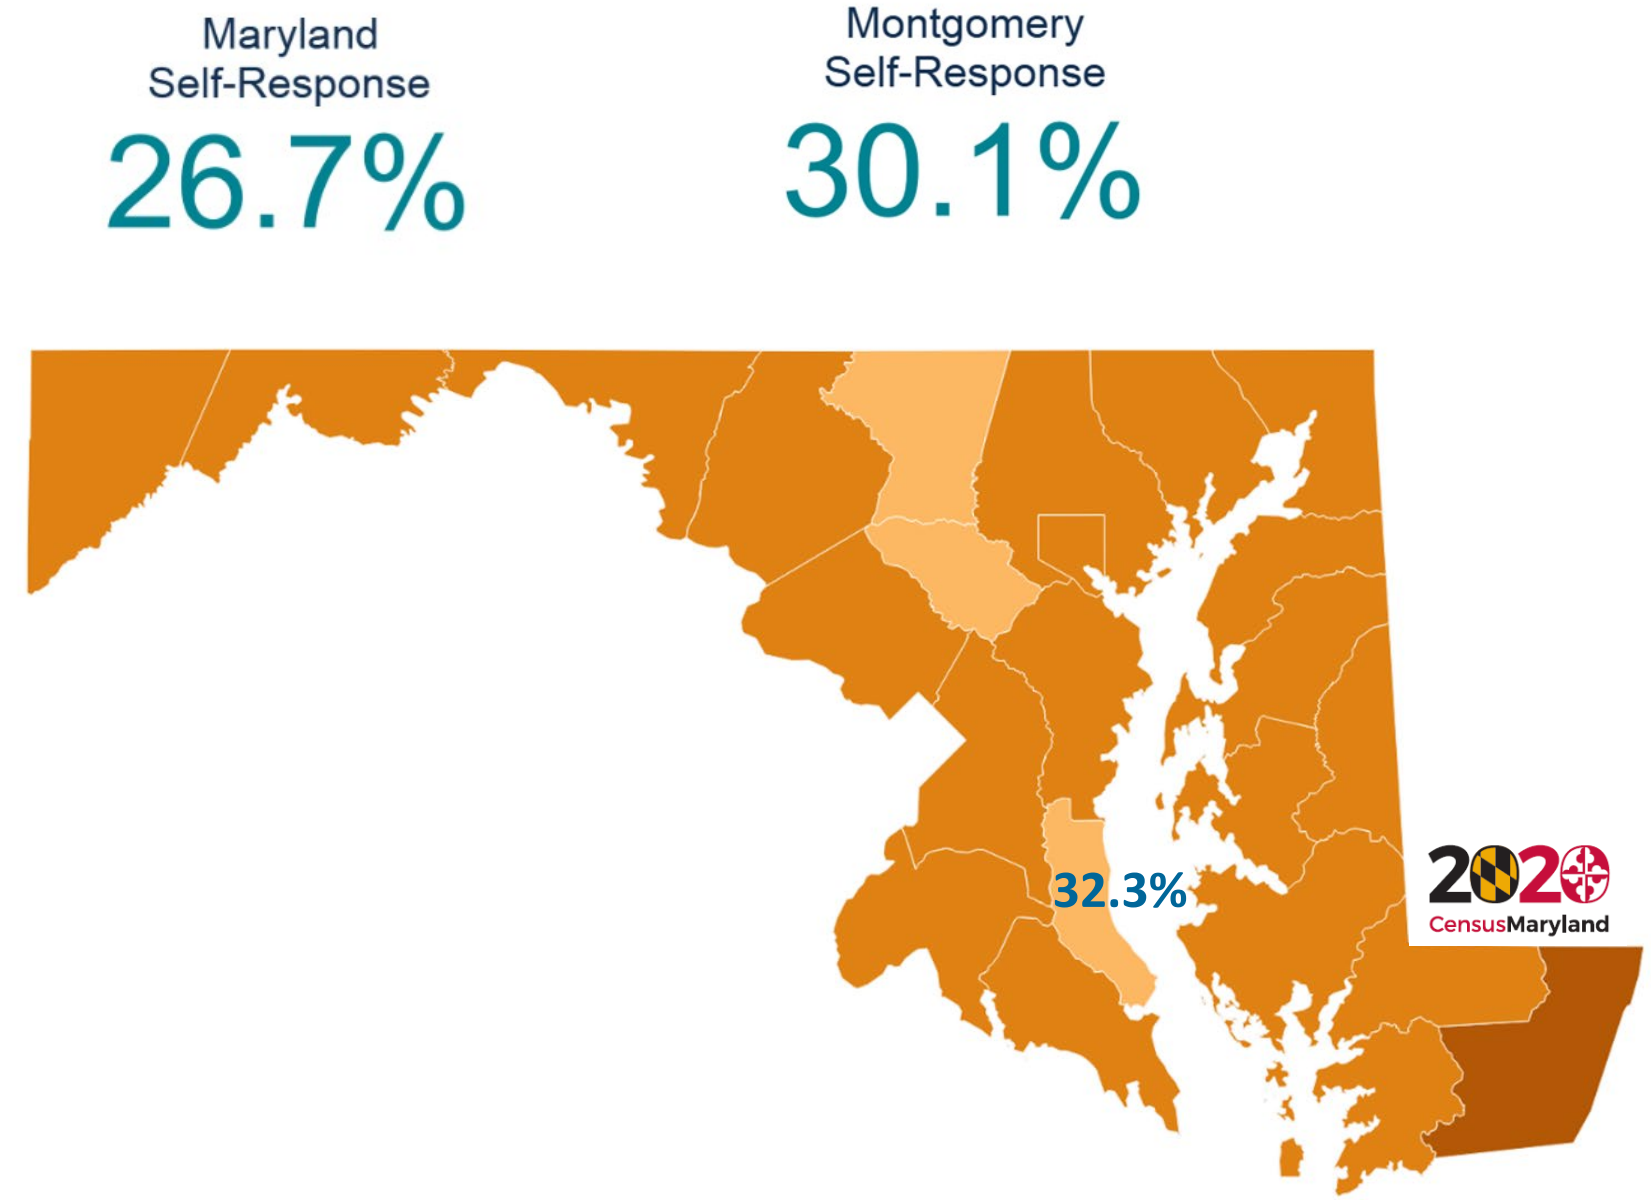 Maryland
Self-Response
26.7%
Montgomery
Self-Response
30.1%
32.3%
2020
CensusMaryland